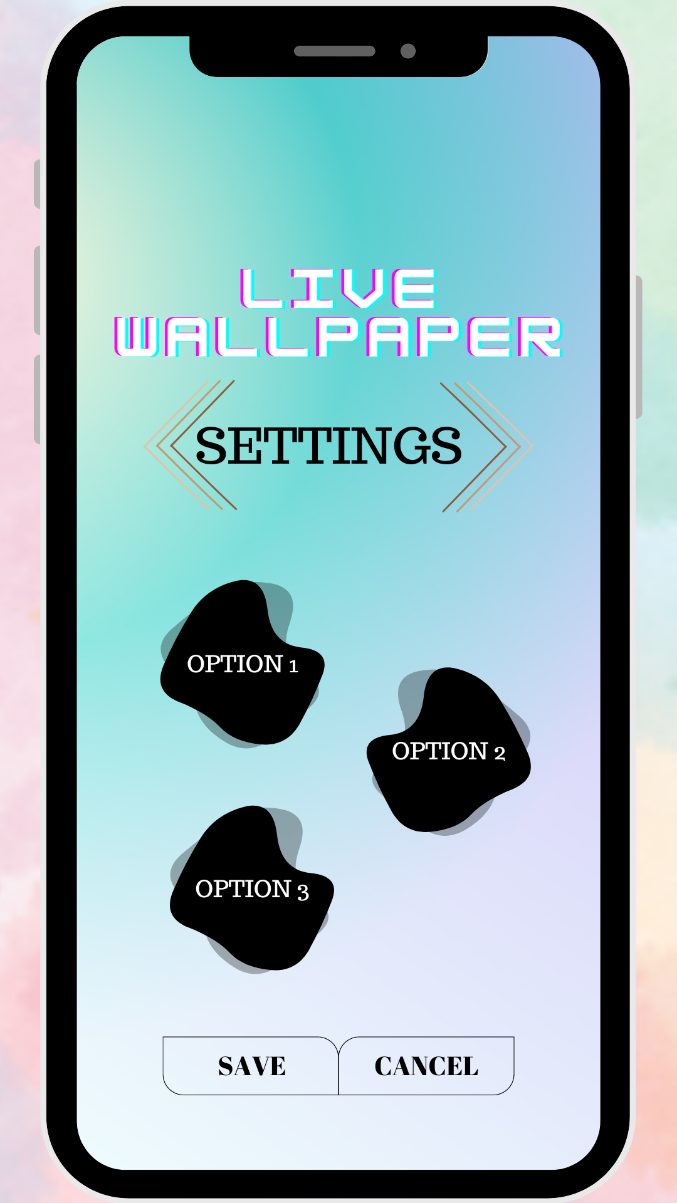 LIVE
WALLPAPER
SETTINGS
OPTION 1
OPTION 2
OPTION 3
SAVE
CANCEL